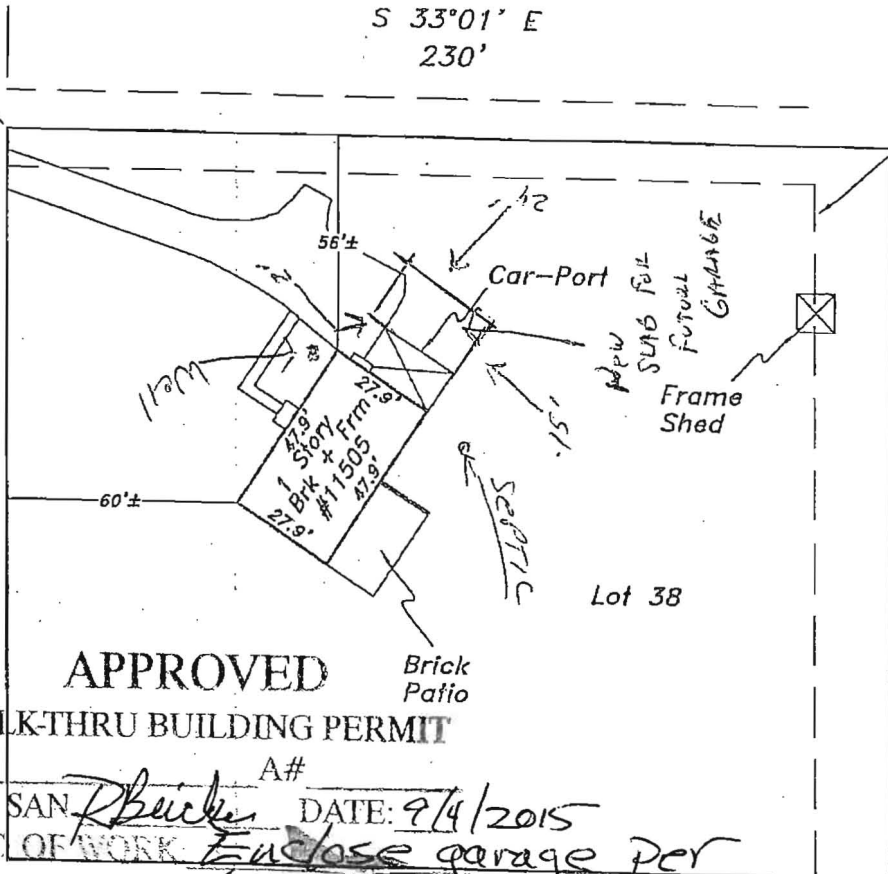 S 33°01' E
230'
56'±
24'
Car-Port
NEW
SLAB FOR
FUTURE
GARAGE
Frame
Shed
Well
15'
27.9'
47.9'
1 Story
Brk + Frm
#11505
47.9'
27.9'
60'±
SEPTIC
Lot 38
Brick
Patio
APPROVED
LK-THRU BUILDING PERMIT
A#
SAN DATE: 9/4/2015
OF WORK: Enclose garage per